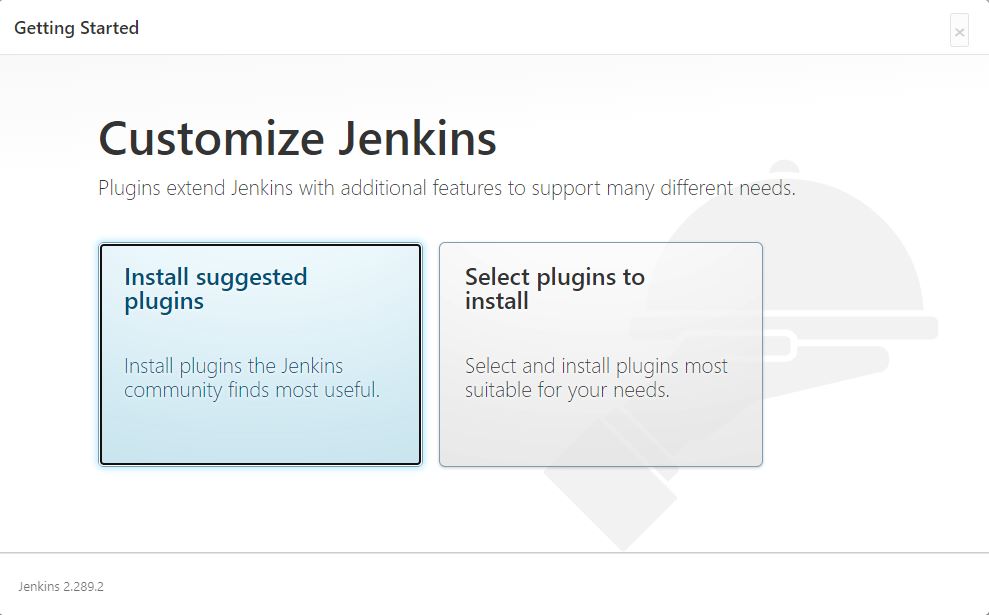 Getting Started
×
Customize Jenkins
Plugins extend Jenkins with additional features to support many different needs.
Install suggested
plugins
Install plugins the Jenkins
community finds most useful.
Select plugins to
install
Select and install plugins most
suitable for your needs.
Jenkins 2.289.2